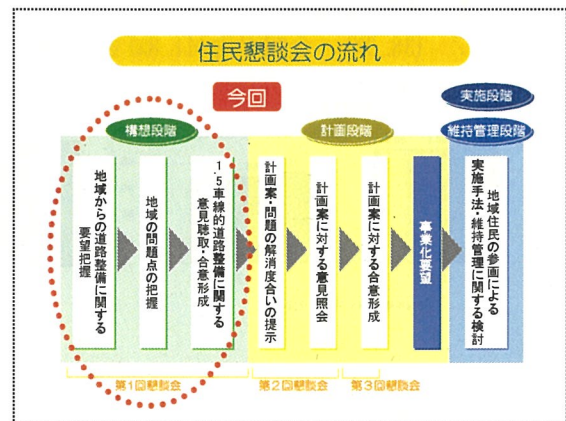 住民懇談会の流れ
今回
実施段階
構想段階
計画段階
維持管理段階
地域からの道路整備に関する
要望把握
地域の問題点の把握
1.5車線的道路整備に関する
意見聴取・合意形成
計画案・問題の解消度合いの提示
計画案に対する意見照会
計画案に対する合意形成
事業化要望
地域住民の参画による
実施手法・維持管理に関する検討
第1回懇談会
第2回懇談会
第3回懇談会